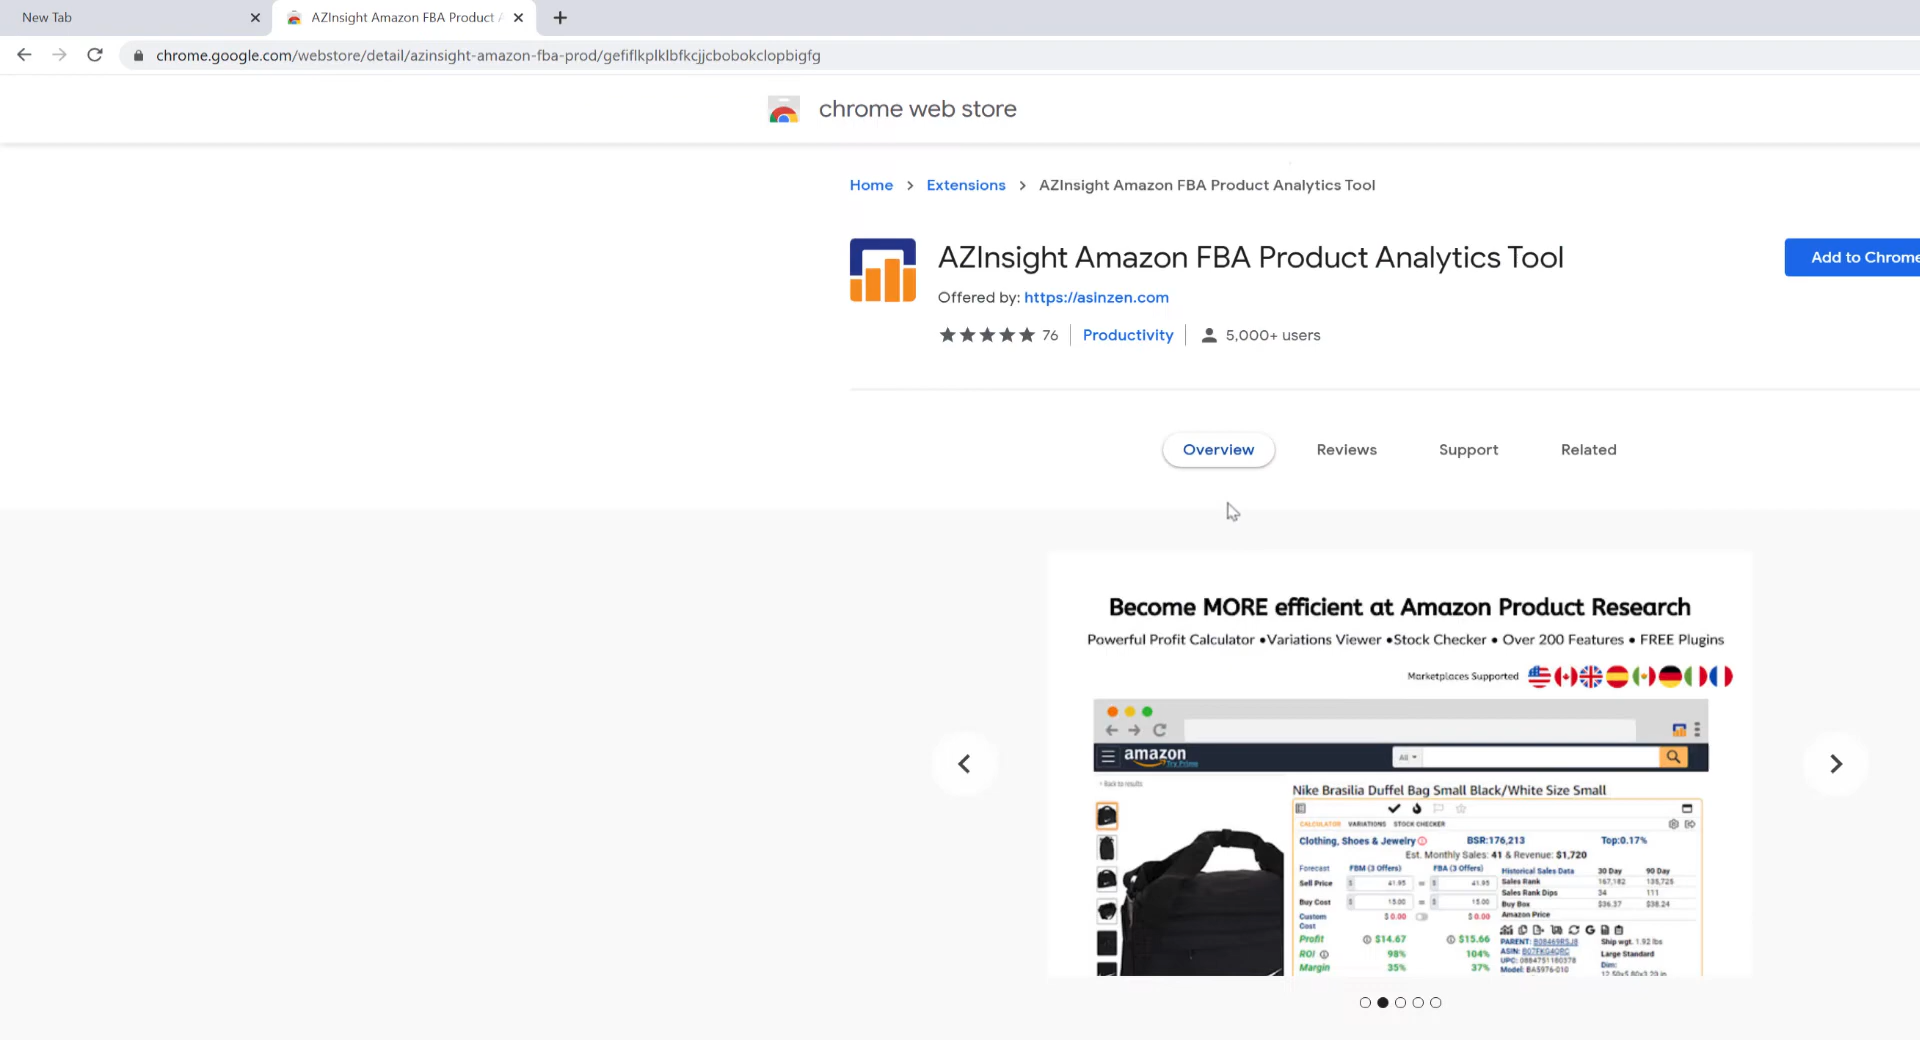 New Tab
AZInsight Amazon FBA Product A
chrome.google.com/webstore/detail/azinsight-amazon-fba-prod/gefiflkplklbfkcjjcbobokclopbigfg
chrome web store
Home > Extensions > AZInsight Amazon FBA Product Analytics Tool
AZInsight Amazon FBA Product Analytics Tool
Add to Chrome
Offered by: https://asinzen.com
76 Productivity 5,000+ users
Overview Reviews Support Related
Become MORE efficient at Amazon Product Research
Powerful Profit Calculator •Variations Viewer •Stock Checker • Over 200 Features • FREE Plugins
Marketplaces Supported
amazon
Try Prime
All
< Back to results
Nike Brasilia Duffel Bag Small Black/White Size Small
CALCULATOR VARIATIONS STOCK CHECKER
Clothing, Shoes & Jewelry BSR:176,213 Top:0.17%
Est. Monthly Sales: 41 & Revenue: $1,720
Forecast FBM (3 Offers) FBA (3 Offers) Historical Sales Data 30 Day 90 Day
Sell Price $ 41.95 = $ 41.95 Sales Rank 167,182 135,725
Sales Rank Dips 34 111
Buy Cost $ 15.00 = $ 15.00 Buy Box $36.37 $38.24
Custom Cost $ 0.00 $ 0.00 Amazon Price
Profit $14.67 $15.66 PARENT: B08469RSJ8 Ship wgt. 1.92 lbs
ROI 98% 104% ASIN: B07FKG4QRC Large Standard
UPC: 0884751180378 Dim:
Margin 35% 37% Model: BA5976-010